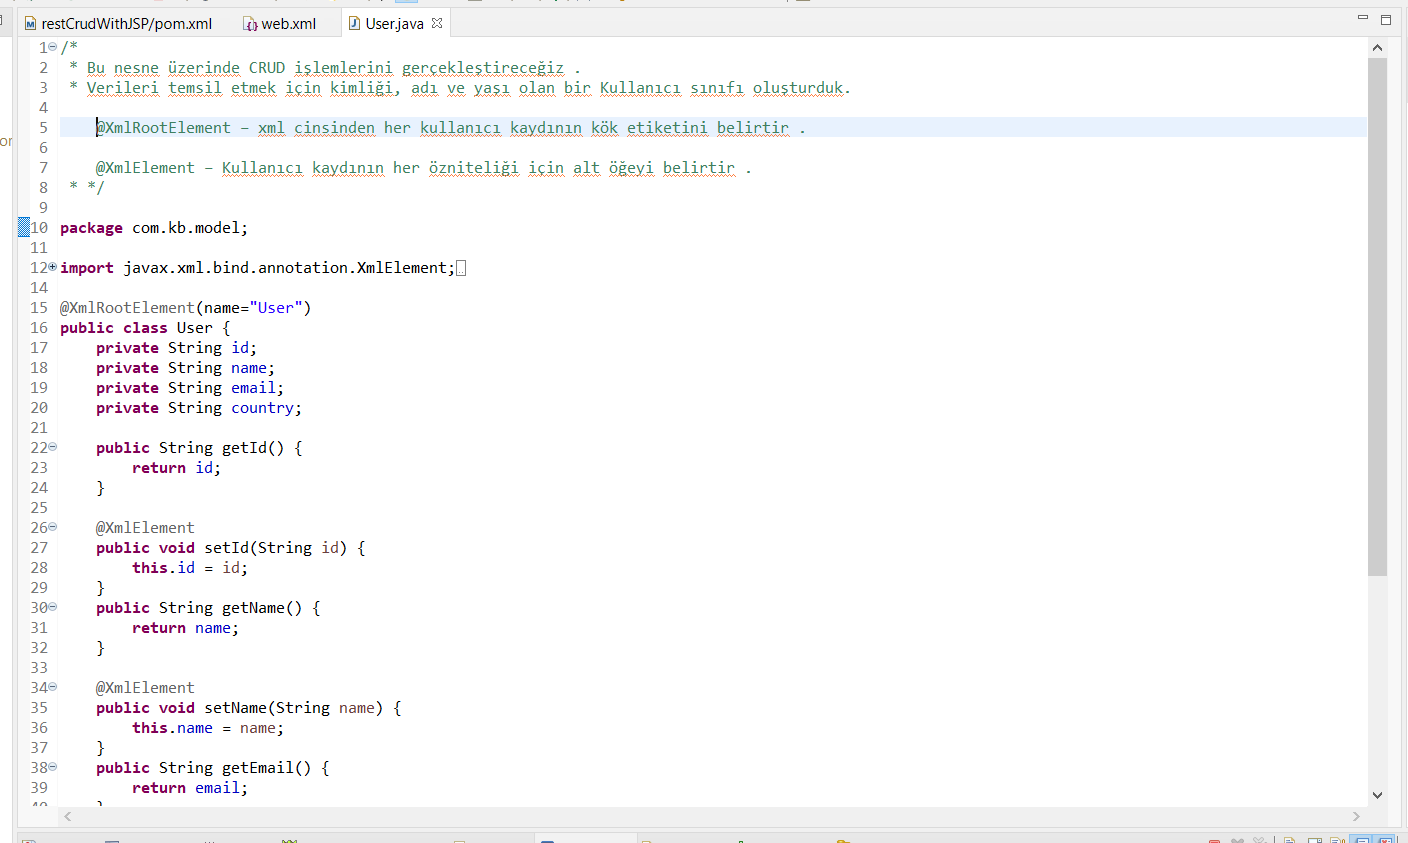 restCrudWithJSP/pom.xml web.xml User.java
1 /*
2 * Bu nesne üzerinde CRUD işlemlerini gerçekleştireceğiz .
3 * Verileri temsil etmek için kimliği, adı ve yaşı olan bir Kullanıcı sınıfı oluşturduk.
4
5 @XmlRootElement – xml cinsinden her kullanıcı kaydının kök etiketini belirtir .
6
7 @XmlElement – Kullanıcı kaydının her özniteliği için alt öğeyi belirtir .
8 * */
9
10 package com.kb.model;
11
12 import javax.xml.bind.annotation.XmlElement;
14
15 @XmlRootElement(name="User")
16 public class User {
17 private String id;
18 private String name;
19 private String email;
20 private String country;
21
22 public String getId() {
23 return id;
24 }
25
26 @XmlElement
27 public void setId(String id) {
28 this.id = id;
29 }
30 public String getName() {
31 return name;
32 }
33
34 @XmlElement
35 public void setName(String name) {
36 this.name = name;
37 }
38 public String getEmail() {
39 return email;